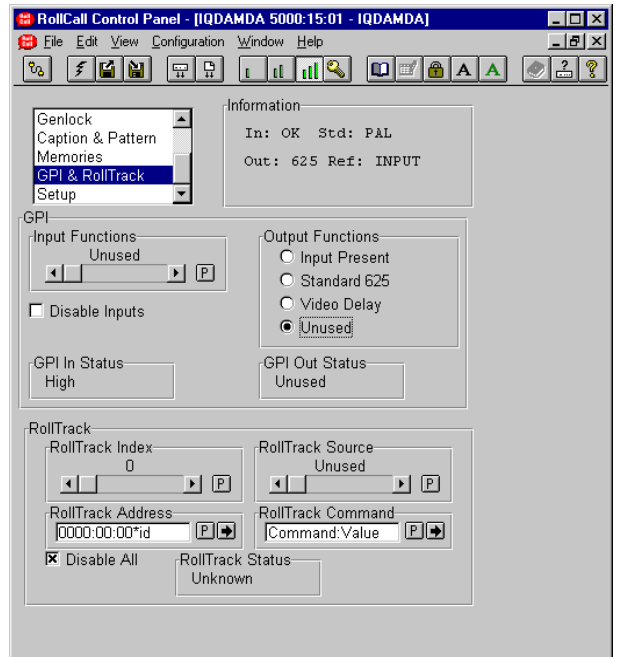 RollCall Control Panel - [IQDAMDA 5000:15:01 - IQDAMDA]
File Edit View Configuration Window Help
A A
Genlock
Caption & Pattern
Memories
GPI & RollTrack
Setup
Information
In: OK Std: PAL
Out: 625 Ref: INPUT
GPI
Input Functions
Unused
P
Disable Inputs
Output Functions
Input Present
Standard 625
Video Delay
Unused
GPI In Status
High
GPI Out Status
Unused
RollTrack
RollTrack Index
0
P
RollTrack Source
Unused
P
RollTrack Address
0000:00:00*id
P
RollTrack Command
Command:Value
P
Disable All
RollTrack Status
Unknown